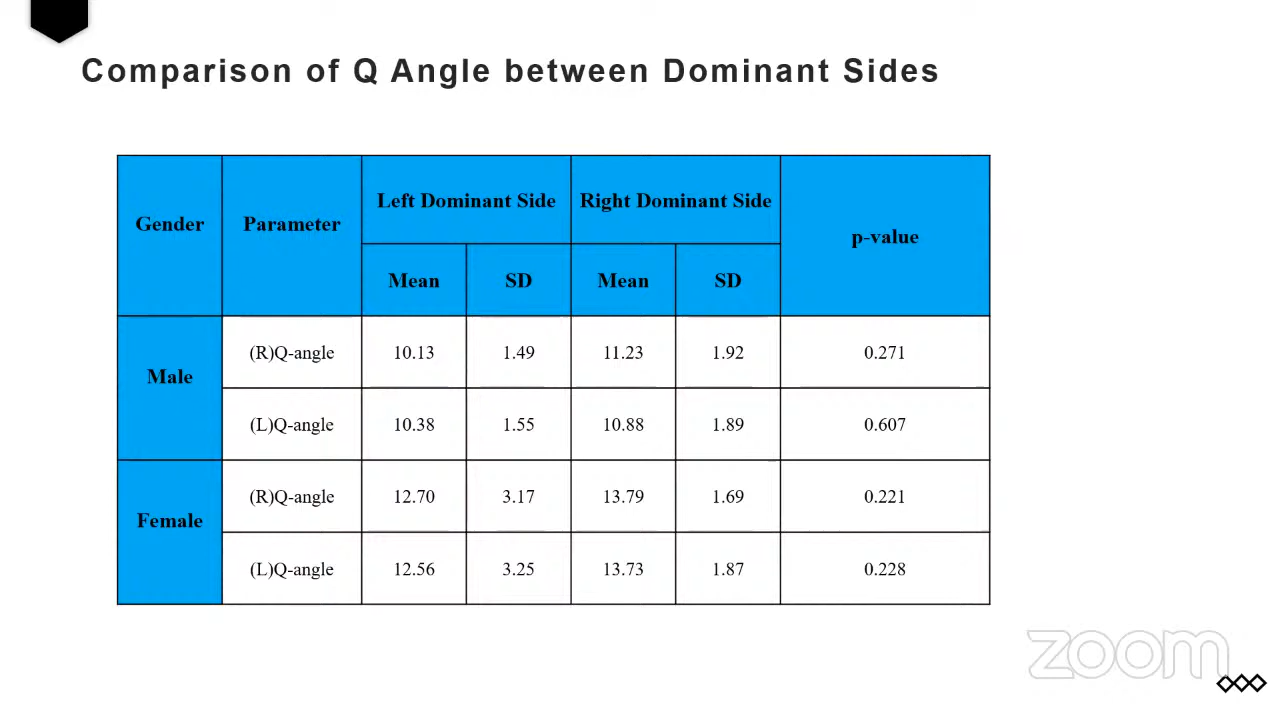 Comparison of Q Angle between Dominant Sides
Gender Parameter Left Dominant Side Right Dominant Side p-value
Mean SD Mean SD
Male (R)Q-angle 10.13 1.49 11.23 1.92 0.271
(L)Q-angle 10.38 1.55 10.88 1.89 0.607
Female (R)Q-angle 12.70 3.17 13.79 1.69 0.221
(L)Q-angle 12.56 3.25 13.73 1.87 0.228
zoom